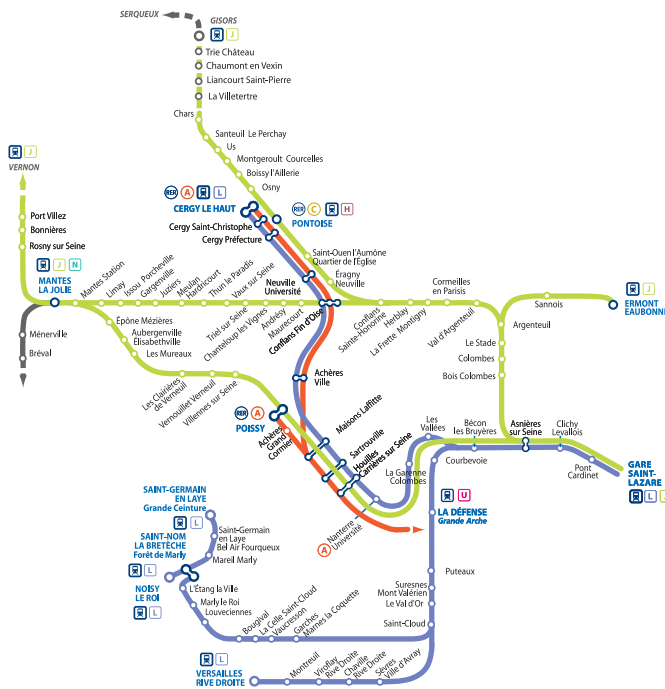 SERQUEUX
GISORS
J
Trie Château
Chaumont en Vexin
Liancourt Saint-Pierre
La Villetertre
Chars
Santeuil Le Perchay
Us
Montgeroult Courcelles
Boissy l'Aillerie
Osny
J
VERNON
RER A L
CERGY LE HAUT
RER C H
PONTOISE
Port Villez
Bonnières
Rosny sur Seine
Cergy Saint-Christophe
Cergy Préfecture
Saint-Ouen l'Aumône
Quartier de l'Église
Éragny
Neuville
J N
MANTES
LA JOLIE
Mantes Station
Limay
Issou Porcheville
Gargenville
Juziers
Meulan
Hardricourt
Thun le Paradis
Vaux sur Seine
Neuville
Université
Triel sur Seine
Chanteloup les Vignes
Andrésy
Maurecourt
Conflans Fin d'Oise
Conflans
Sainte-Honorine
Herblay
La Frette Montigny
Cormeilles
en Parisis
Val d'Argenteuil
Sannois
J
ERMONT
EAUBONNE
Argenteuil
Le Stade
Colombes
Bois Colombes
Ménerville
Bréval
Épône Mézières
Aubergenville
Élisabethville
Les Mureaux
Les Clairières
de Verneuil
Vernouillet Verneuil
Villennes sur Seine
Achères
Ville
RER A
POISSY
Achères
Grand
Cormier
Maisons Laffitte
Sartrouville
Houilles
Carrières sur Seine
La Garenne
Colombes
Les
Vallées
Bécon
les Bruyères
Courbevoie
Asnières
sur Seine
Clichy
Levallois
Pont
Cardinet
GARE
SAINT-
LAZARE
L J
Nanterre
Université
A
U
LA DÉFENSE
Grande Arche
SAINT-GERMAIN
EN LAYE
Grande Ceinture
L
SAINT-NOM
LA BRETÈCHE
Forêt de Marly
L
NOISY
LE ROI
L
Saint-Germain
en Laye
Bel Air Fourqueux
Mareil Marly
L'Étang la Ville
Marly le Roi
Louveciennes
Bougival
La Celle Saint-Cloud
Vaucresson
Garches
Marnes la Coquette
Puteaux
Suresnes
Mont Valérien
Le Val d'Or
Saint-Cloud
L
VERSAILLES
RIVE DROITE
Montreuil
Viroflay
Rive Droite
Chaville
Rive Droite
Sèvres
Ville d'Avray